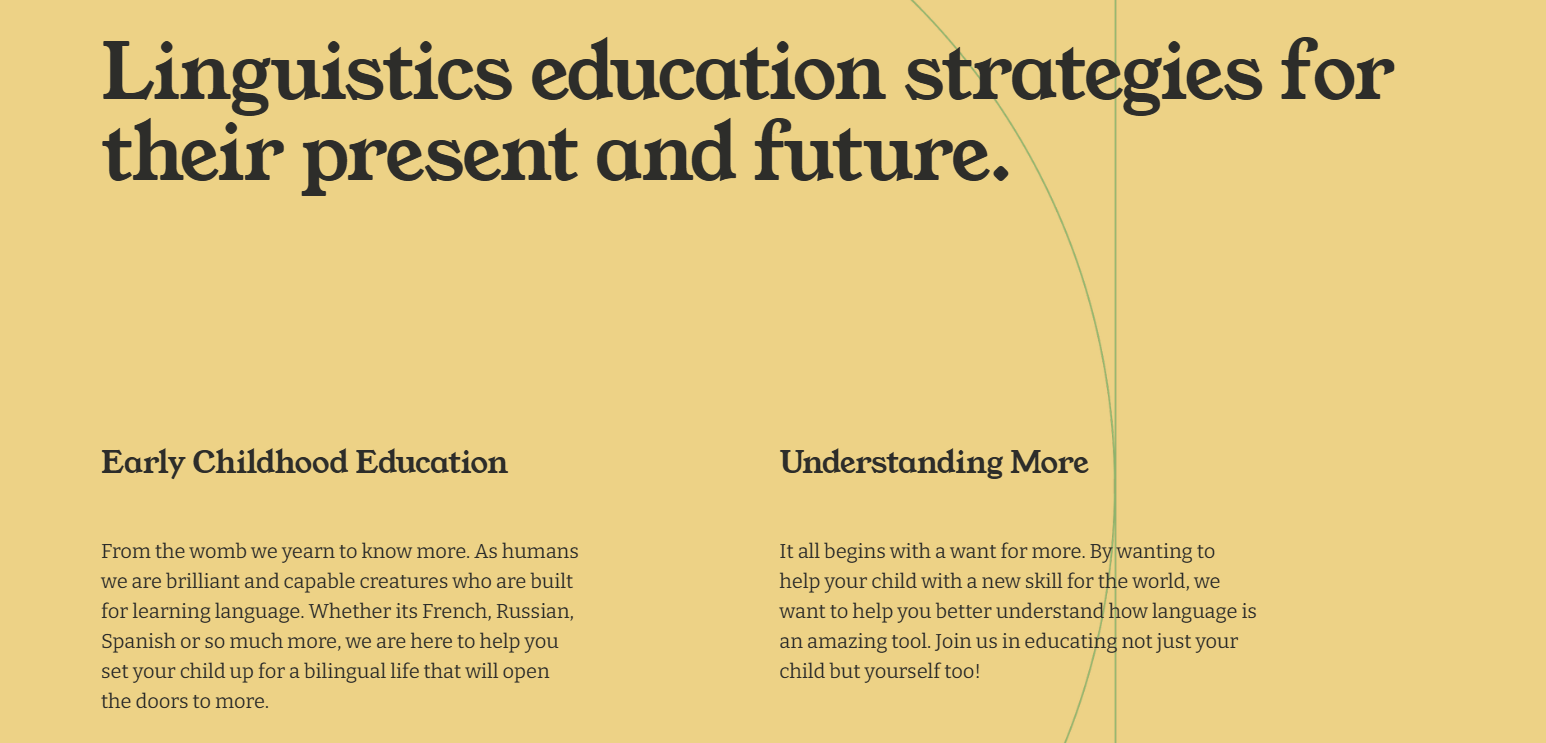 Linguistics education strategies for
their present and future.
Early Childhood Education
From the womb we yearn to know more. As humans
we are brilliant and capable creatures who are built
for learning language. Whether its French, Russian,
Spanish or so much more, we are here to help you
set your child up for a bilingual life that will open
the doors to more.
Understanding More
It all begins with a want for more. By wanting to
help your child with a new skill for the world, we
want to help you better understand how language is
an amazing tool. Join us in educating not just your
child but yourself too!